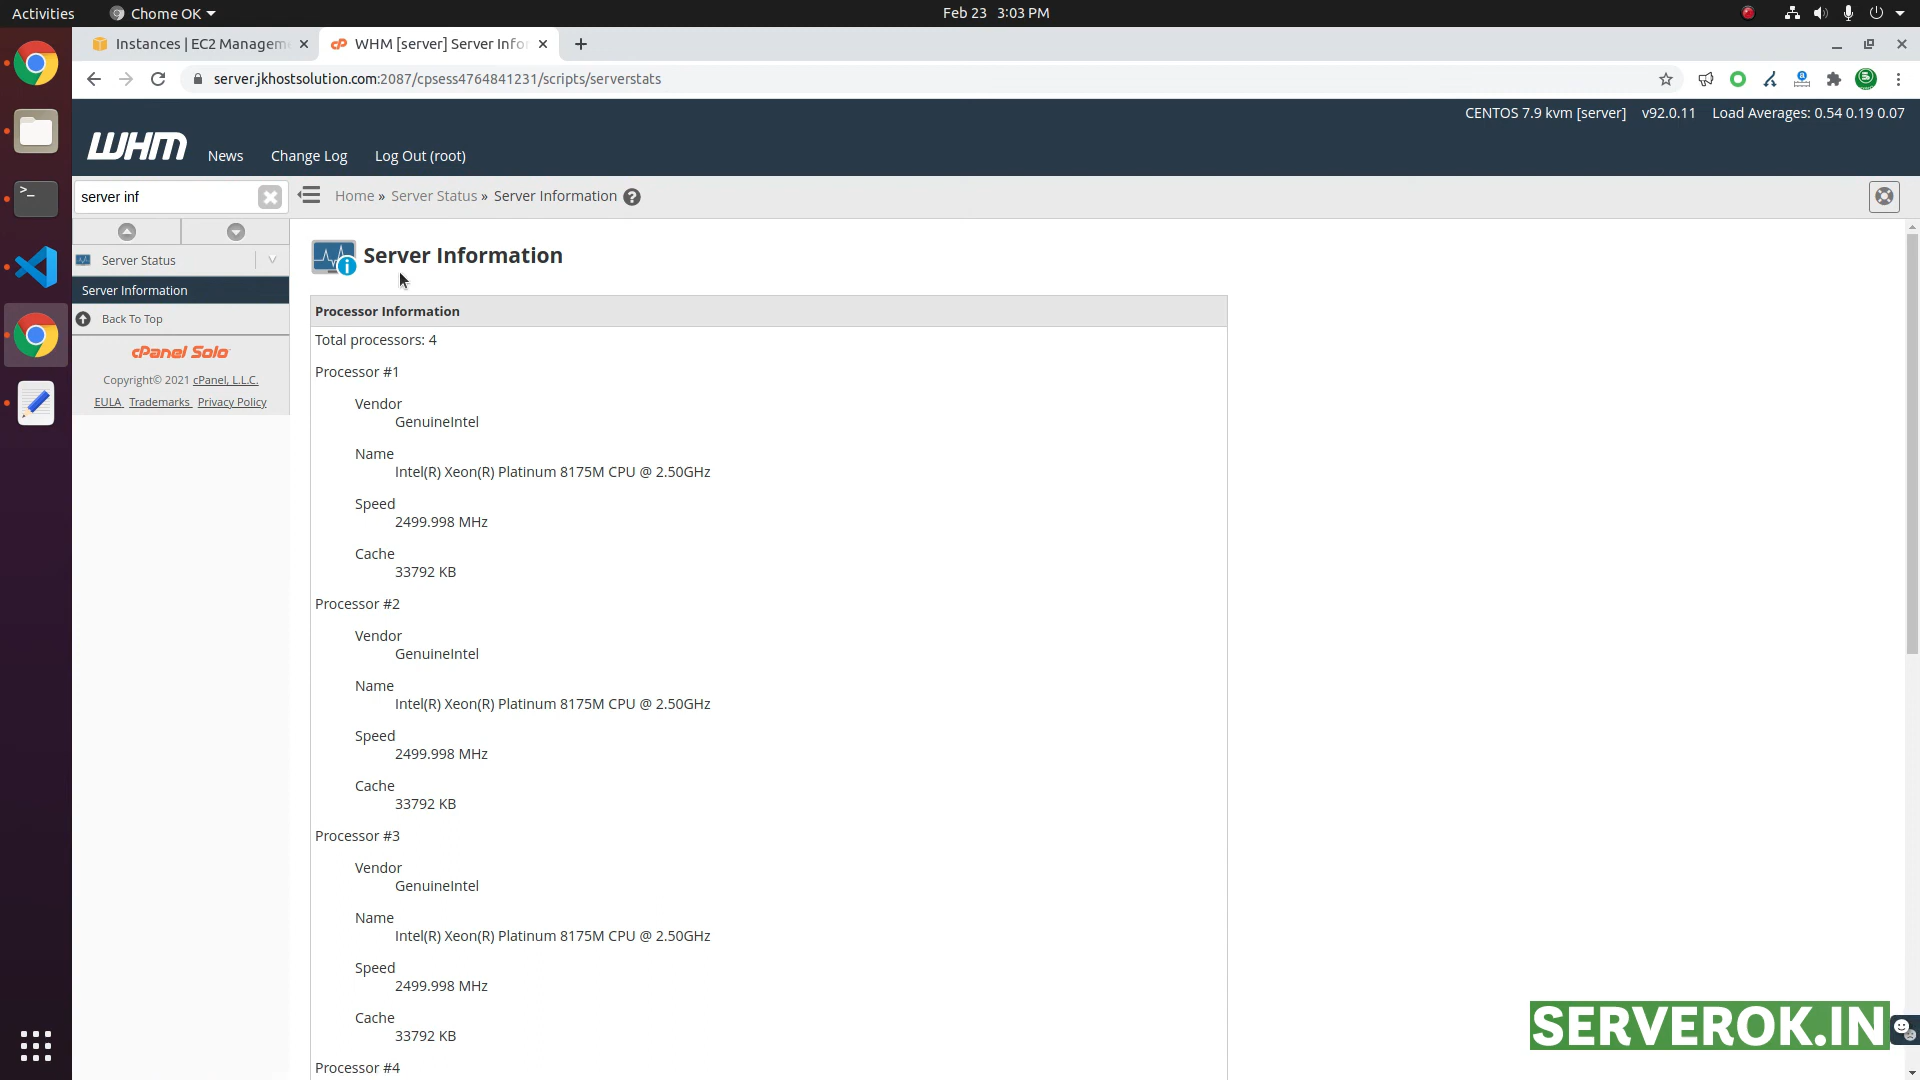 Activities
Chome OK
Feb 23 3:03 PM
Instances | EC2 Managem
WHM [server] Server Info
server.jkhostsolution.com:2087/cpsess4764841231/scripts/serverstats
CENTOS 7.9 kvm [server] v92.0.11 Load Averages: 0.54 0.19 0.07
WHM
News
Change Log
Log Out (root)
server inf
Home » Server Status » Server Information
Server Status
Server Information
Back To Top
cPanel Solo
Copyright© 2021 cPanel, L.L.C.
EULA Trademarks Privacy Policy
Server Information
Processor Information
Total processors: 4
Processor #1
Vendor
GenuineIntel
Name
Intel(R) Xeon(R) Platinum 8175M CPU @ 2.50GHz
Speed
2499.998 MHz
Cache
33792 KB
Processor #2
Vendor
GenuineIntel
Name
Intel(R) Xeon(R) Platinum 8175M CPU @ 2.50GHz
Speed
2499.998 MHz
Cache
33792 KB
Processor #3
Vendor
GenuineIntel
Name
Intel(R) Xeon(R) Platinum 8175M CPU @ 2.50GHz
Speed
2499.998 MHz
Cache
33792 KB
Processor #4
SERVEROK.IN